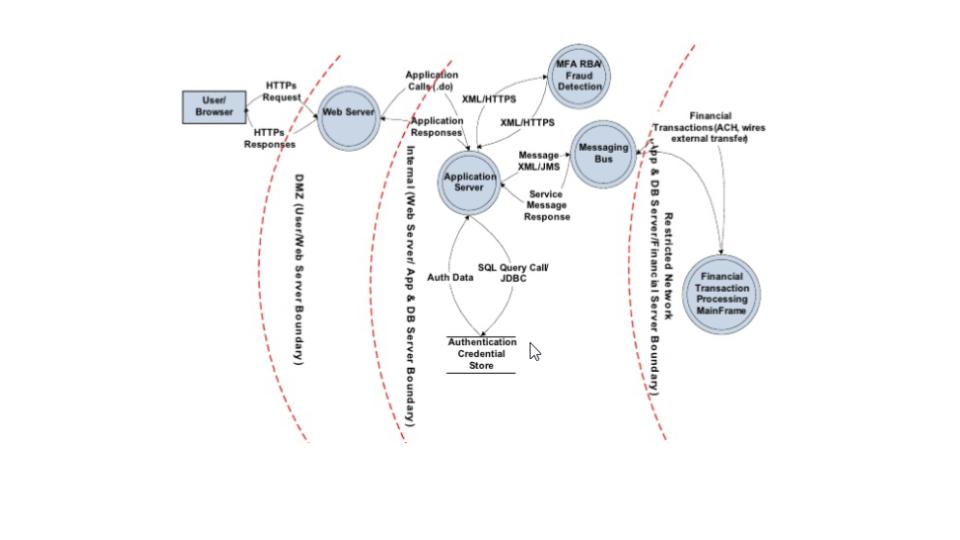 User/
Browser
HTTPs
Request
HTTPs
Responses
Web Server
Application
Calls (.do)
Application
Responses
XML/HTTPS
XML/HTTPS
MFA RBA/
Fraud
Detection
Application
Server
Message
XML/JMS
Service
Message
Response
Messaging
Bus
Financial
Transactions(ACH, wires
external transfer)
Auth Data
SQL Query Call/
JDBC
Authentication
Credential
Store
Financial
Transaction
Processing
MainFrame
DMZ (User/Web Server Boundary)
Internal (Web Server/ App & DB Server Boundary)
Restricted Network
App & DB Server/Financial Server Boundary)